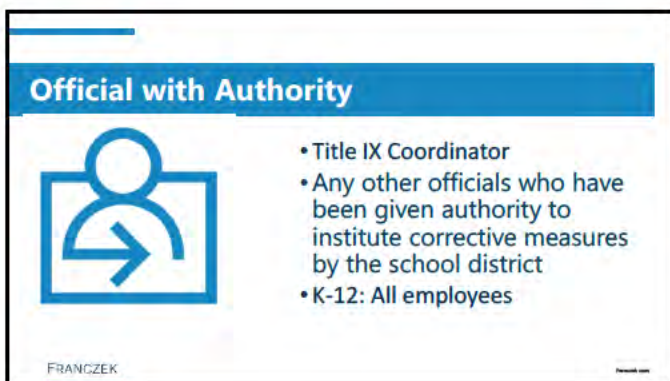 Official with Authority
• Title IX Coordinator
• Any other officials who have
been given authority to
institute corrective measures
by the school district
• K-12: All employees
FRANCZEK